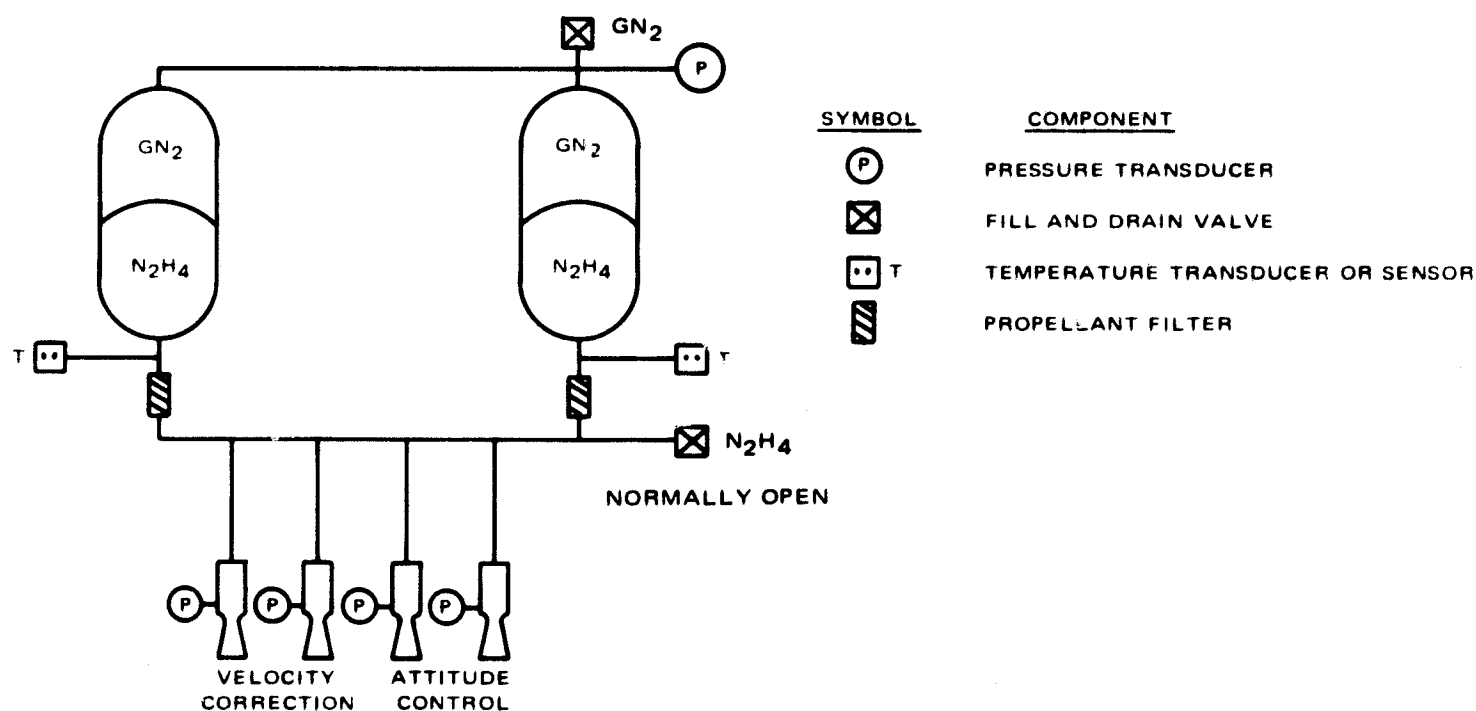 GN2
P
GN2
GN2
N2H4
N2H4
T
T
N2H4
NORMALLY OPEN
P P P P
VELOCITY CORRECTION
ATTITUDE CONTROL
SYMBOL COMPONENT
P PRESSURE TRANSDUCER
FILL AND DRAIN VALVE
T TEMPERATURE TRANSDUCER OR SENSOR
PROPELLANT FILTER